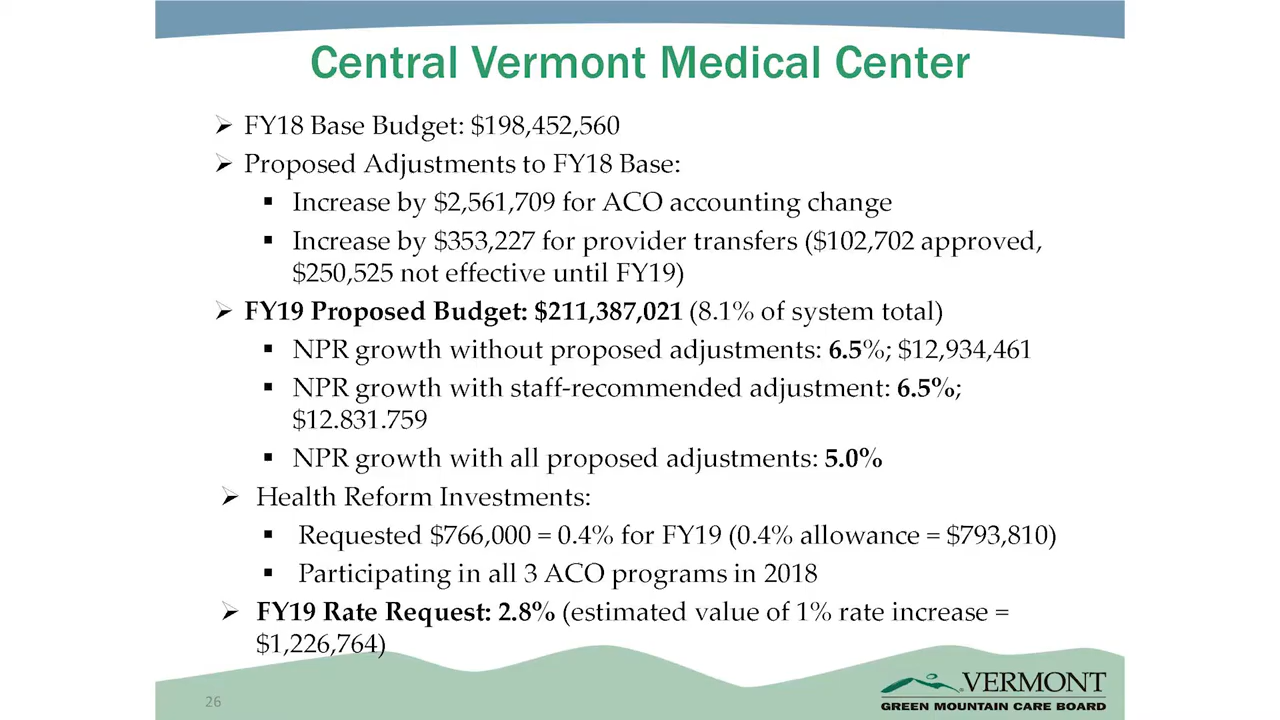 Central Vermont Medical Center
➢ FY18 Base Budget: $198,452,560
➢ Proposed Adjustments to FY18 Base:
▪ Increase by $2,561,709 for ACO accounting change
▪ Increase by $353,227 for provider transfers ($102,702 approved,
$250,525 not effective until FY19)
➢ FY19 Proposed Budget: $211,387,021 (8.1% of system total)
▪ NPR growth without proposed adjustments: 6.5%; $12,934,461
▪ NPR growth with staff-recommended adjustment: 6.5%;
$12.831.759
▪ NPR growth with all proposed adjustments: 5.0%
➢ Health Reform Investments:
▪ Requested $766,000 = 0.4% for FY19 (0.4% allowance = $793,810)
▪ Participating in all 3 ACO programs in 2018
➢ FY19 Rate Request: 2.8% (estimated value of 1% rate increase =
$1,226,764)
26
VERMONT
GREEN MOUNTAIN CARE BOARD